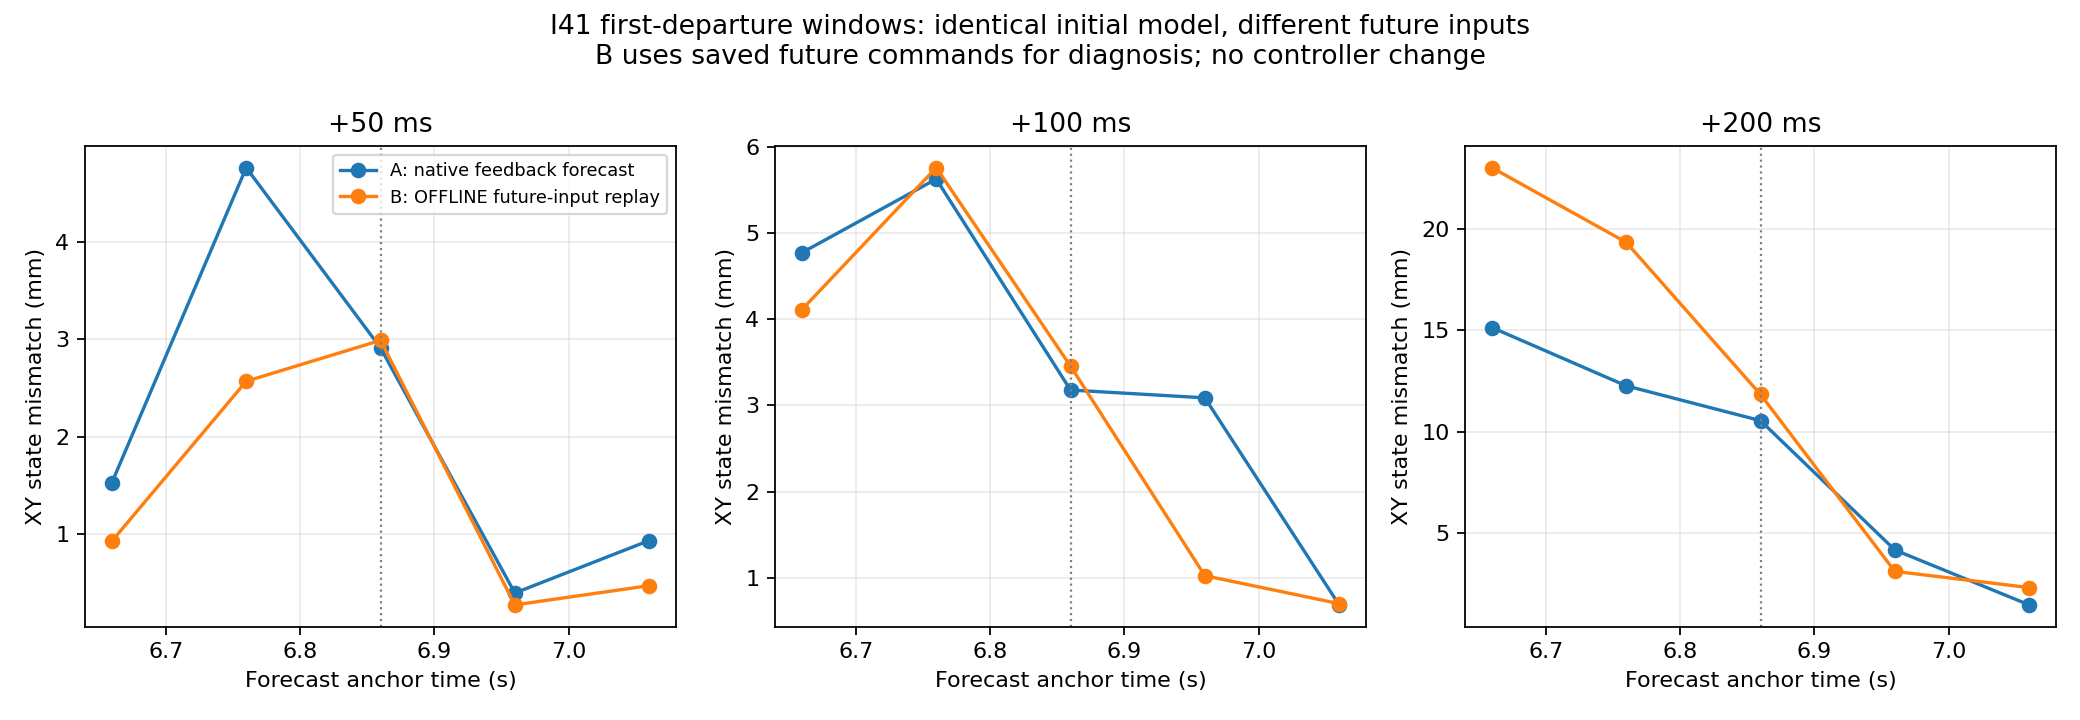 I41 first-departure windows: identical initial model, different future inputs
B uses saved future commands for diagnosis; no controller change
+50 ms
A: native feedback forecast
B: OFFLINE future-input replay
XY state mismatch (mm)
4
3
2
1
6.7 6.8 6.9 7.0
Forecast anchor time (s)
+100 ms
XY state mismatch (mm)
6
5
4
3
2
1
6.7 6.8 6.9 7.0
Forecast anchor time (s)
+200 ms
XY state mismatch (mm)
20
15
10
5
6.7 6.8 6.9 7.0
Forecast anchor time (s)